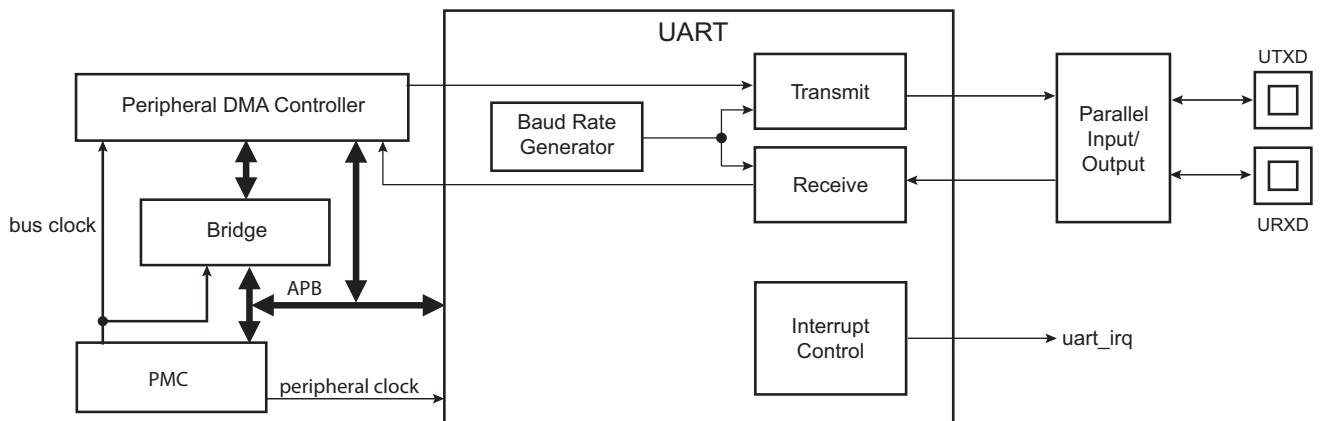 UART
Peripheral DMA Controller
Baud Rate
Generator
Transmit
Receive
Parallel
Input/
Output
UTXD
URXD
bus clock
Bridge
APB
PMC
peripheral clock
Interrupt
Control
uart_irq